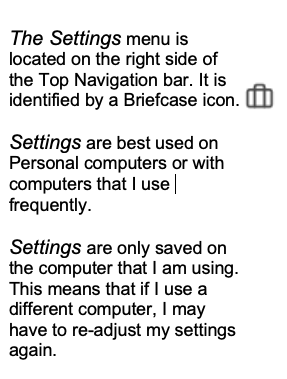 The Settings menu is
located on the right side of
the Top Navigation bar. It is
identified by a Briefcase icon.
Settings are best used on
Personal computers or with
computers that I use
frequently.
Settings are only saved on
the computer that I am using.
This means that if I use a
different computer, I may
have to re-adjust my settings
again.